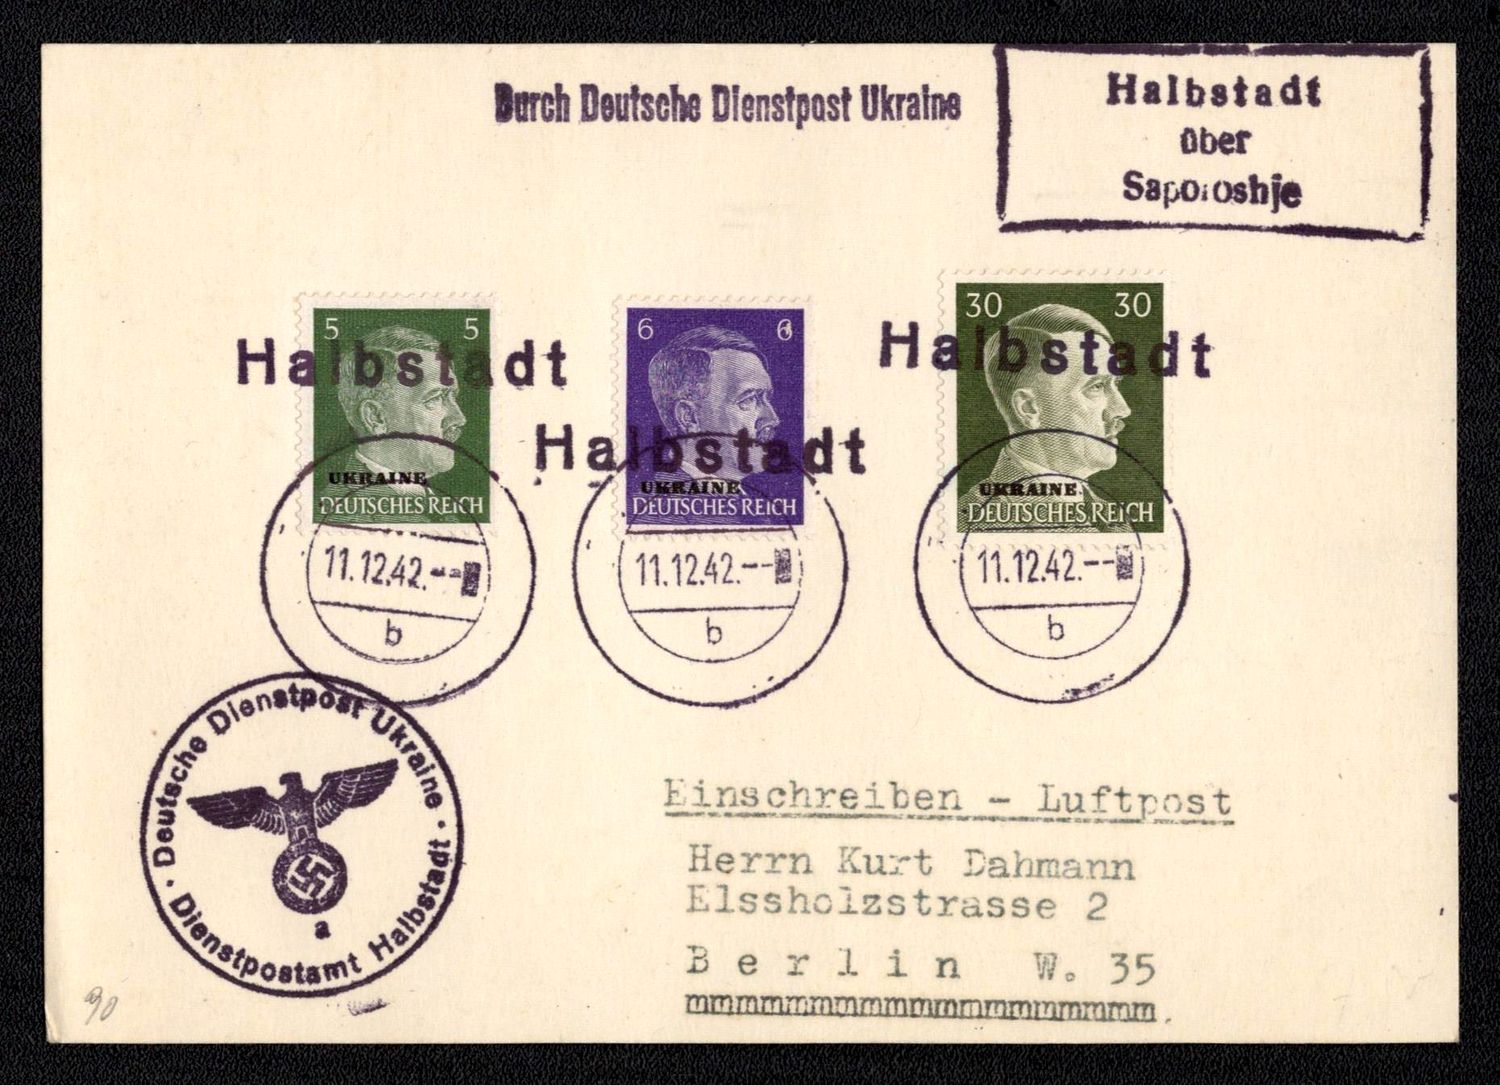 Durch Deutsche Dienstpost Ukraine
Halbstadt
über
Saporoshje
5 5
Halbstadt
UKRAINE
DEUTSCHES REICH
11.12.42.--
b
6 6
Halbstadt
UKRAINE
DEUTSCHES REICH
11.12.42.--
b
30 30
Halbstadt
UKRAINE
DEUTSCHES REICH
11.12.42.--
b
Deutsche Dienstpost Ukraine
a
Dienstpostamt Halbstadt
Einschreiben - Luftpost
Herrn Kurt Dahmann
Elssholzstrasse 2
Berlin W. 35
mmmmmmmmmmmmmmmmmmmm.